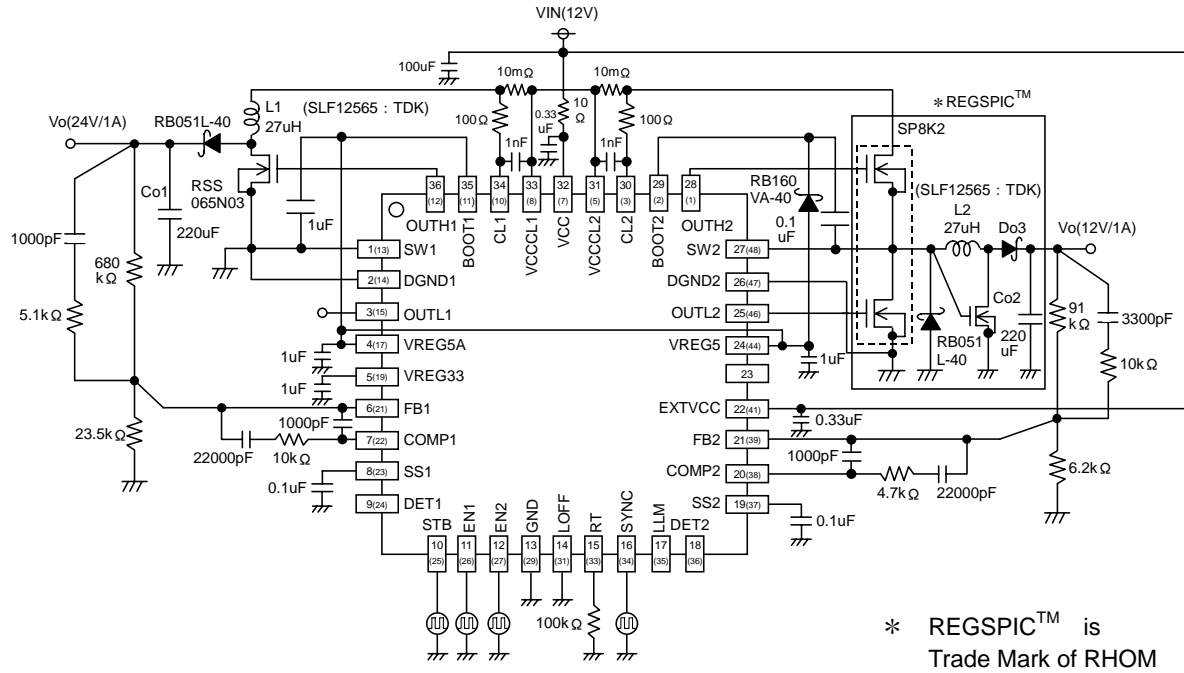 VIN(12V)
100uF
10mΩ
10mΩ
L1
27uH
(SLF12565 : TDK)
100Ω
0.33
uF
10
Ω
100Ω
1nF
1nF
Vo(24V/1A)
RB051L-40
Co1
220uF
RSS
065N03
1uF
1000pF
680
kΩ
5.1kΩ
23.5kΩ
*REGSPIC™
SP8K2
RB160
VA-40
0.1
uF
(SLF12565 : TDK)
L2
27uH
Do3
Vo(12V/1A)
Co2
220
uF
RB051
L-40
91
kΩ
3300pF
10kΩ
6.2kΩ
36 (12) OUTH1
35 (11) BOOT1
34 (10) CL1
33 (8) VCCCL1
32 (7) VCC
31 (5) VCCCL2
30 (3) CL2
29 (2) BOOT2
28 (1) OUTH2
1(13) SW1
2(14) DGND1
3(15) OUTL1
4(17) VREG5A
5(19) VREG33
6(21) FB1
7(22) COMP1
8(23) SS1
9(24) DET1
1uF
1uF
1000pF
22000pF
10kΩ
0.1uF
SW2 27(48)
DGND2 26(47)
OUTL2 25(46)
VREG5 24(44)
23
EXTVCC 22(41)
FB2 21(39)
COMP2 20(38)
SS2 19(37)
1uF
0.33uF
1000pF
4.7kΩ
22000pF
0.1uF
STB 10 (25)
EN1 11 (26)
EN2 12 (27)
GND 13 (29)
LOFF 14 (31)
RT 15 (33)
SYNC 16 (34)
LLM 17 (35)
DET2 18 (36)
100kΩ
* REGSPIC™ is
Trade Mark of RHOM